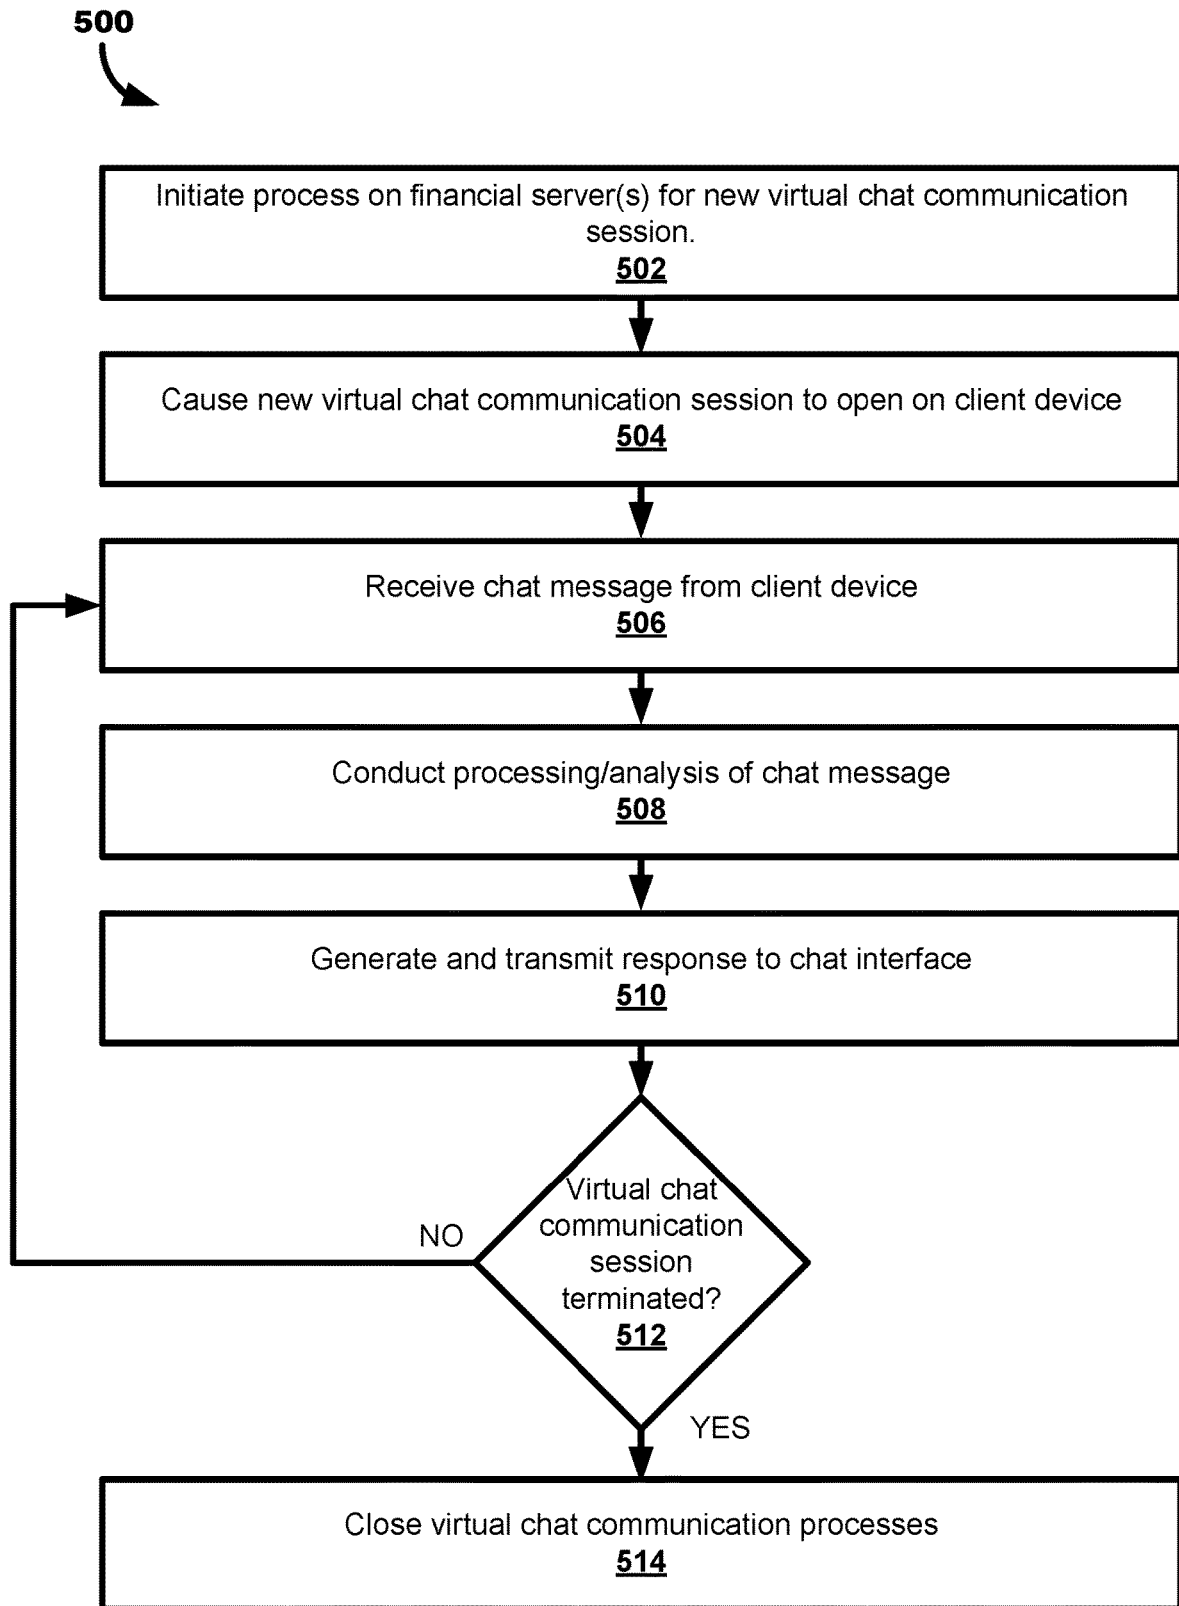 500
Initiate process on financial server(s) for new virtual chat communication
session.
502
Cause new virtual chat communication session to open on client device
504
Receive chat message from client device
506
Conduct processing/analysis of chat message
508
Generate and transmit response to chat interface
510
Virtual chat
communication
session
terminated?
512
NO
YES
Close virtual chat communication processes
514